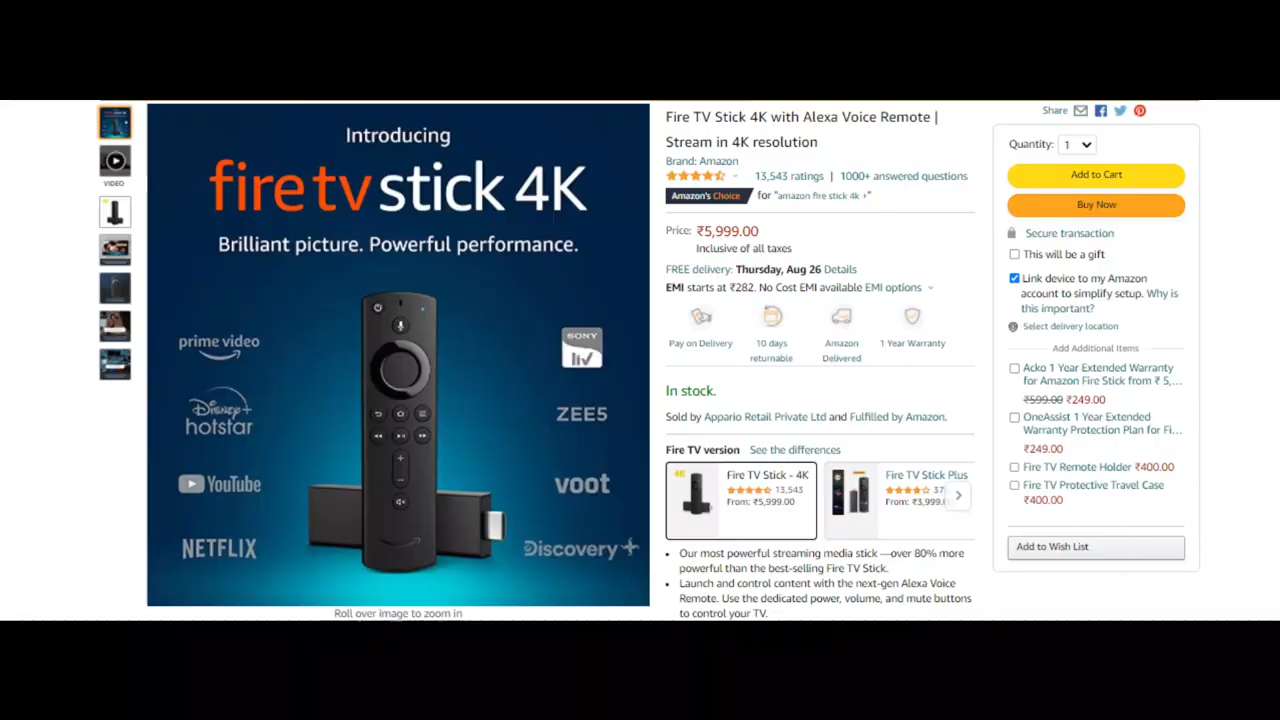 VIDEO
Introducing
fire tv stick 4K
Brilliant picture. Powerful performance.
prime video
Disney+
hotstar
YouTube
NETFLIX
SONY
liv
ZEE5
voot
Discovery+
Roll over image to zoom in
Fire TV Stick 4K with Alexa Voice Remote |
Stream in 4K resolution
Brand: Amazon
13,543 ratings | 1000+ answered questions
Amazon's Choice for "amazon fire stick 4k"
Price: ₹5,999.00
Inclusive of all taxes
FREE delivery: Thursday, Aug 26 Details
EMI starts at ₹282. No Cost EMI available EMI options
Pay on Delivery
10 days
returnable
Amazon
Delivered
1 Year Warranty
In stock.
Sold by Appario Retail Private Ltd and Fulfilled by Amazon.
Fire TV version See the differences
4K
Fire TV Stick - 4K
13,543
From: ₹5,999.00
Fire TV Stick Plus
37
From: ₹3,999.
• Our most powerful streaming media stick —over 80% more
powerful than the best-selling Fire TV Stick.
• Launch and control content with the next-gen Alexa Voice
Remote. Use the dedicated power, volume, and mute buttons
to control your TV.
Share
Quantity: 1
Add to Cart
Buy Now
Secure transaction
This will be a gift
Link device to my Amazon
account to simplify setup. Why is
this important?
Select delivery location
Add Additional Items
Acko 1 Year Extended Warranty
for Amazon Fire Stick from ₹ 5,...
₹599.00 ₹249.00
OneAssist 1 Year Extended
Warranty Protection Plan for Fi...
₹249.00
Fire TV Remote Holder ₹400.00
Fire TV Protective Travel Case
₹400.00
Add to Wish List